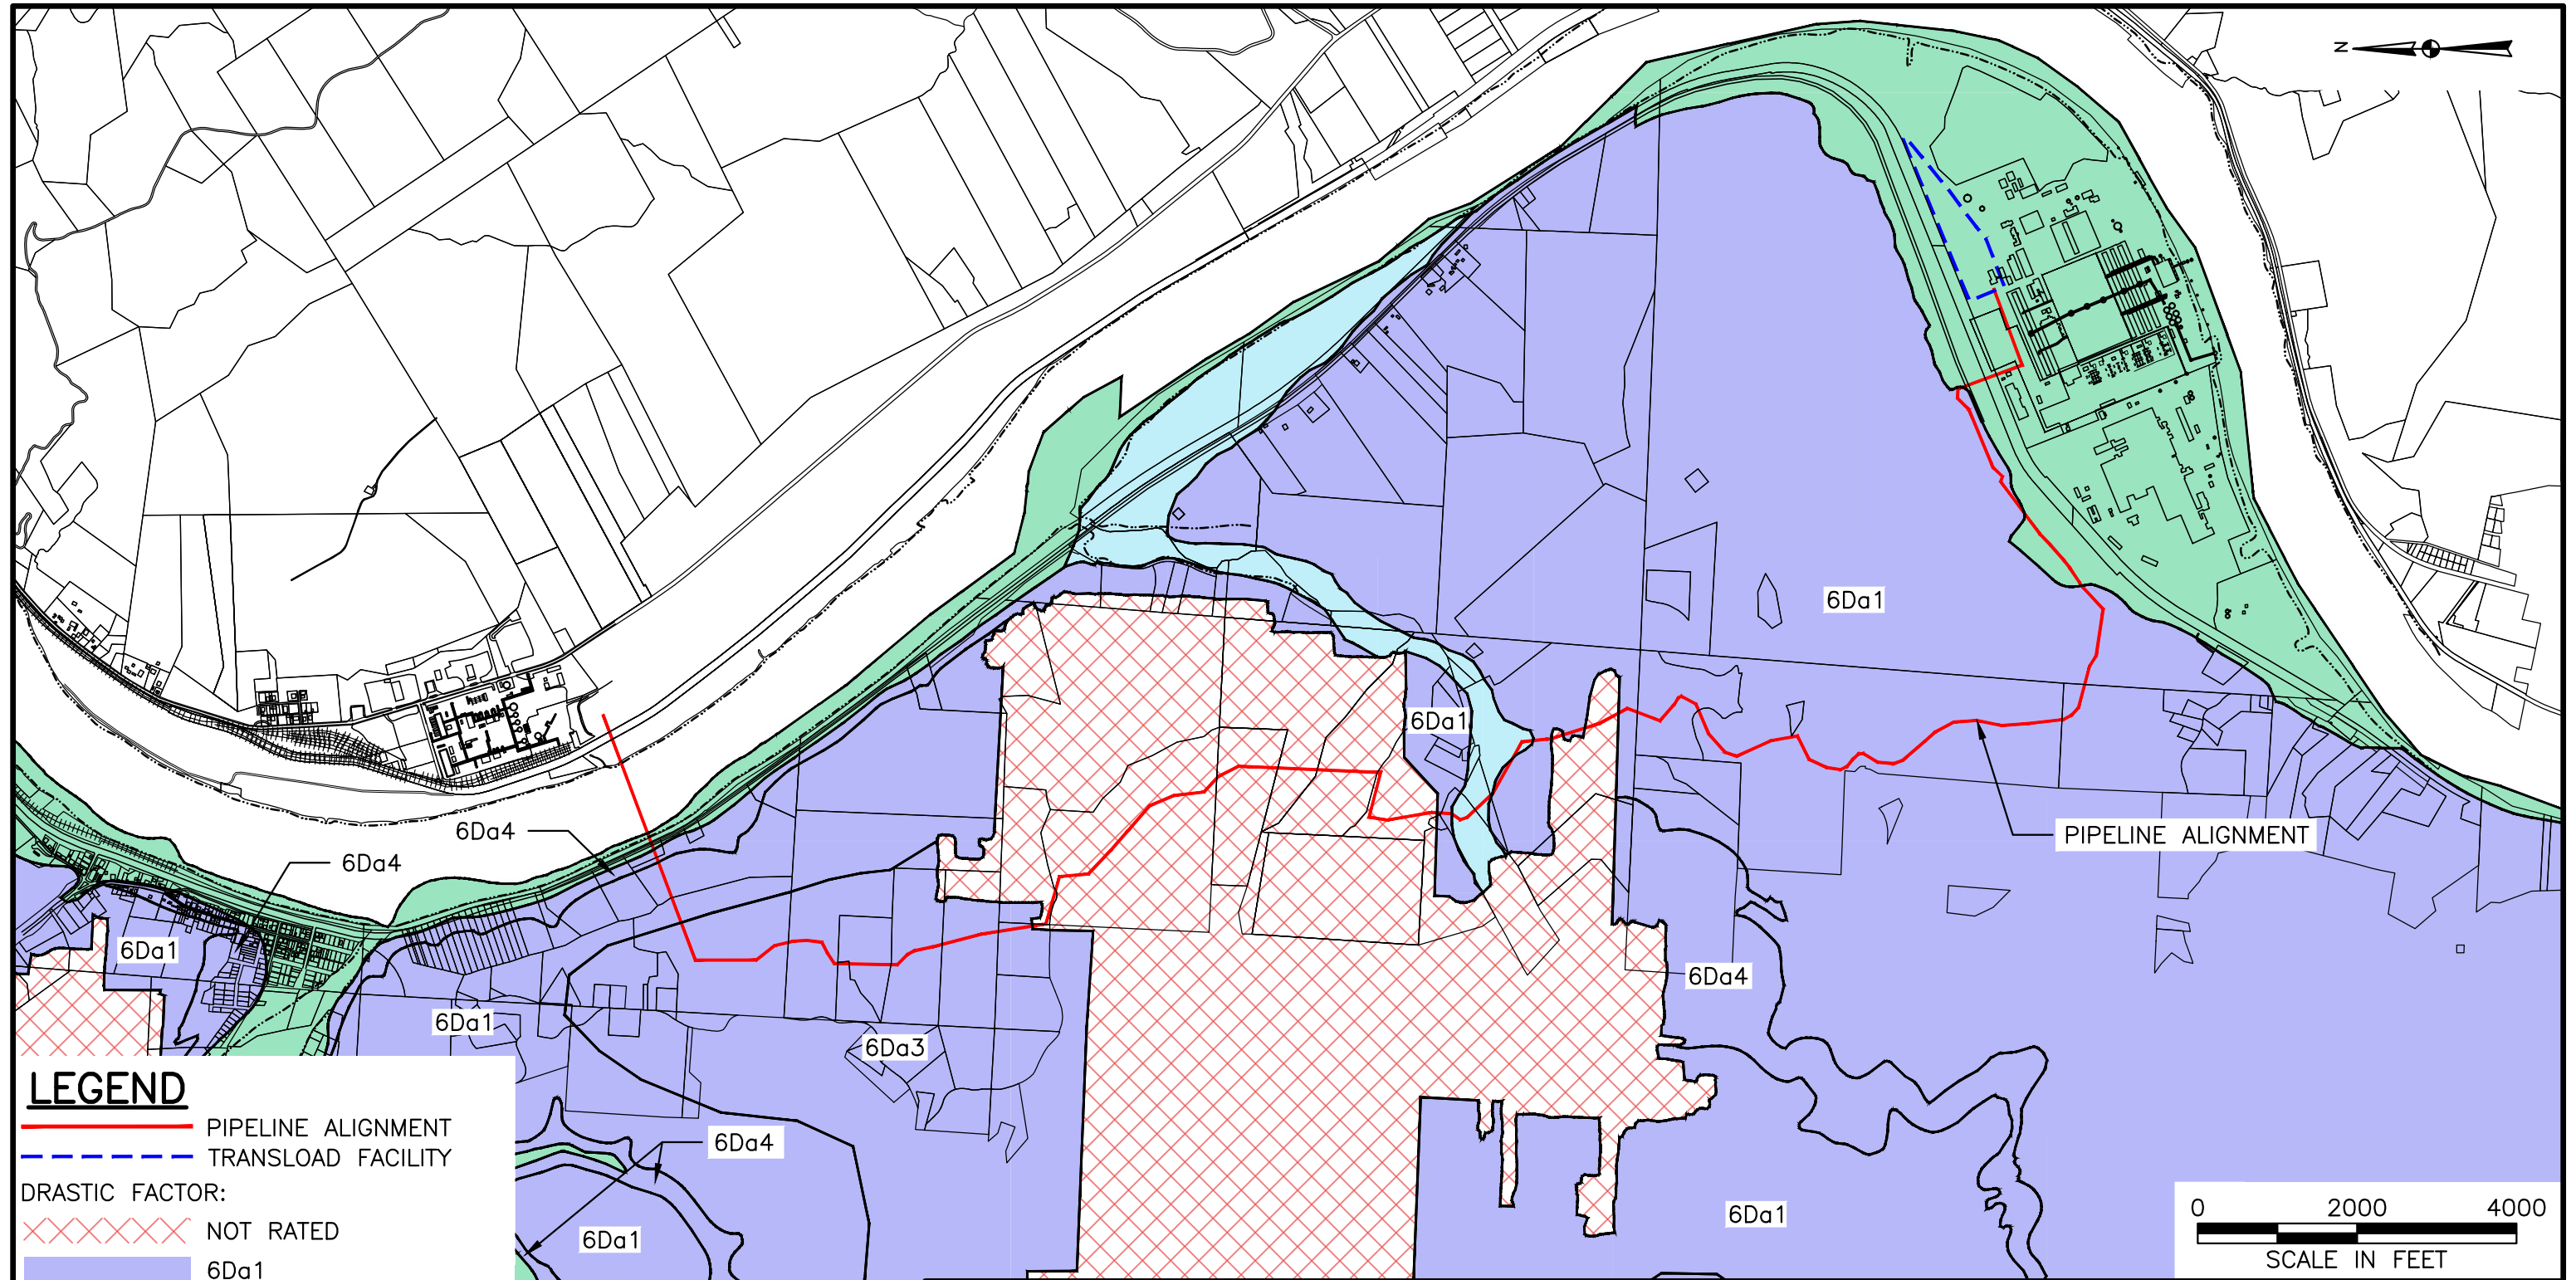 N
6Da1
6Da1
6Da4
6Da4
PIPELINE ALIGNMENT
6Da1
6Da4
6Da1
6Da3
6Da4
6Da1
6Da1
LEGEND
PIPELINE ALIGNMENT
TRANSLOAD FACILITY
DRASTIC FACTOR:
NOT RATED
6Da1
0 2000 4000
SCALE IN FEET